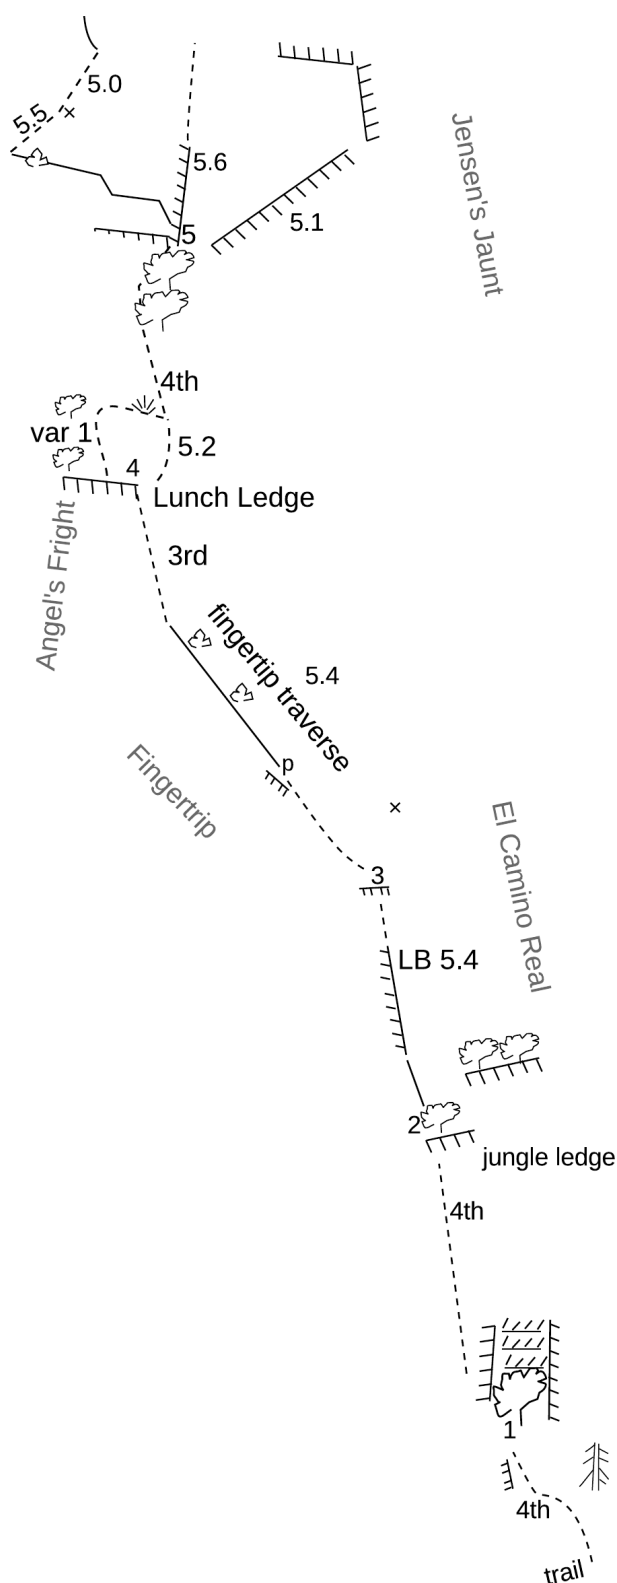 5.0
5.5
5.6
5.1
Jensen's Jaunt
5
4th
var 1
5.2
4
Lunch Ledge
Angel's Fright
3rd
fingertip traverse
5.4
Fingertrip
p
3
El Camino Real
LB 5.4
2
jungle ledge
4th
1
4th
trail